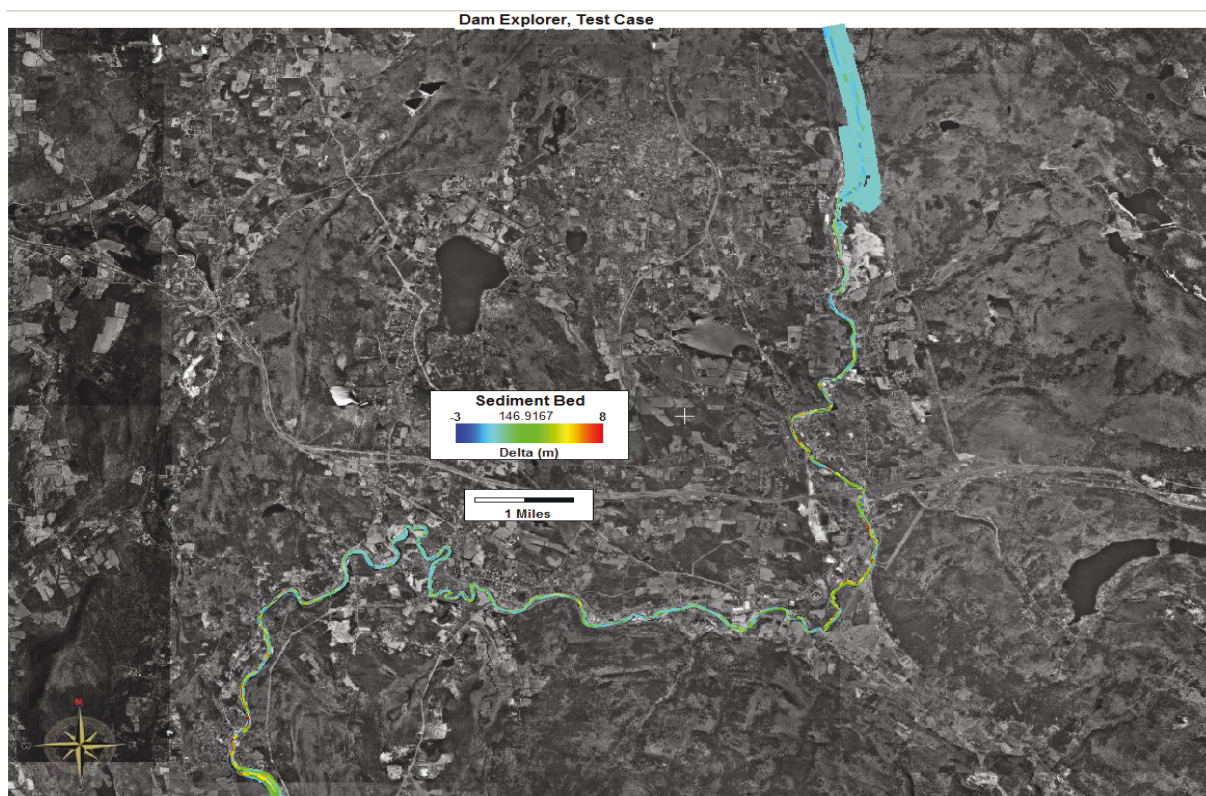 Dam Explorer, Test Case
Sediment Bed
-3 146.9167 8
Delta (m)
1 Miles
N